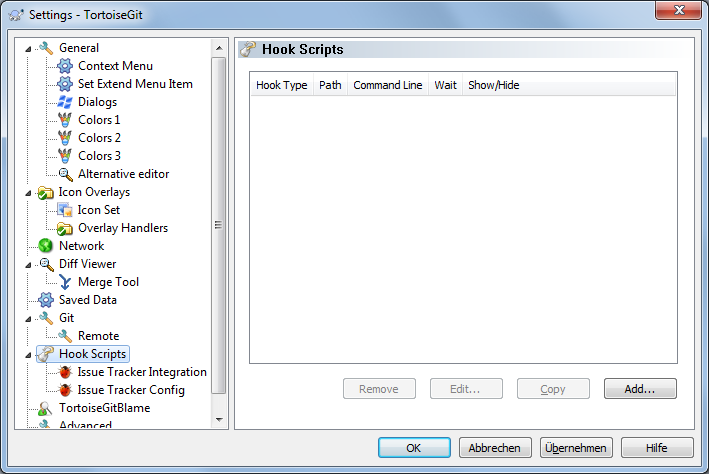 Settings - TortoiseGit
General
Context Menu
Set Extend Menu Item
Dialogs
Colors 1
Colors 2
Colors 3
Alternative editor
Icon Overlays
Icon Set
Overlay Handlers
Network
Diff Viewer
Merge Tool
Saved Data
Git
Remote
Hook Scripts
Issue Tracker Integration
Issue Tracker Config
TortoiseGitBlame
Advanced
Hook Scripts
Hook Type Path Command Line Wait Show/Hide
Remove Edit... Copy Add...
OK Abbrechen Übernehmen Hilfe